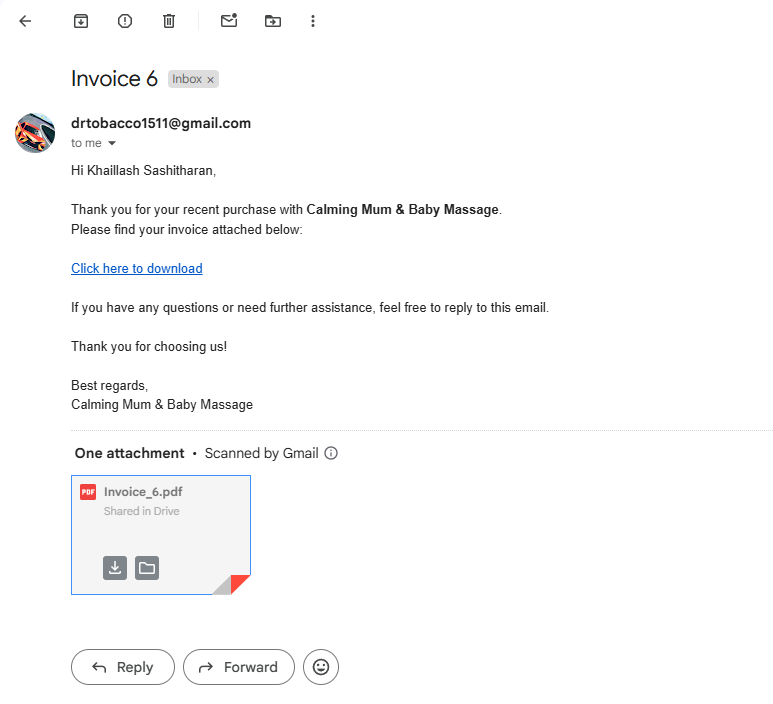 Invoice 6 Inbox ×
drtobacco1511@gmail.com
to me
Hi Khaillash Sashitharan,
Thank you for your recent purchase with Calming Mum & Baby Massage.
Please find your invoice attached below:
Click here to download
If you have any questions or need further assistance, feel free to reply to this email.
Thank you for choosing us!
Best regards,
Calming Mum & Baby Massage
One attachment • Scanned by Gmail
PDF Invoice_6.pdf
Shared in Drive
Reply Forward